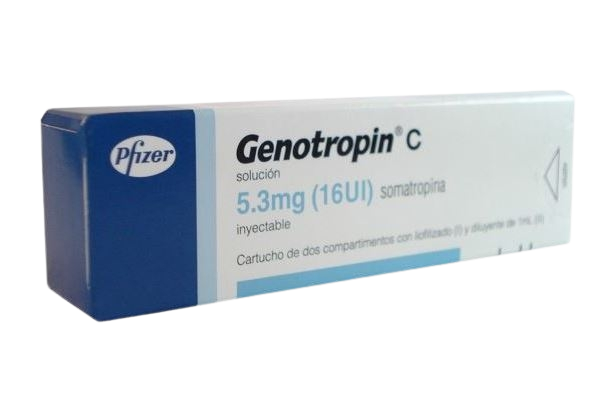 Pfizer
Genotropin® C
solución
5.3mg (16UI) somatropina
inyectable
Cartucho de dos compartimentos con liofilizado (I) y diluyente de 1mL (II)